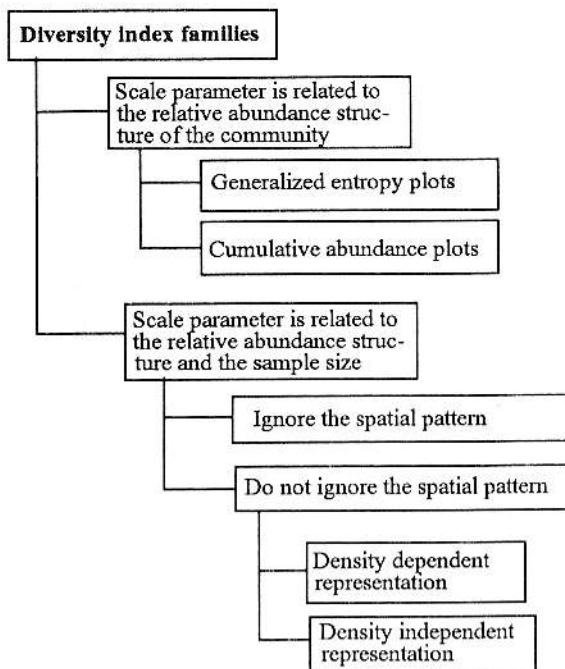 Diversity index families
Scale parameter is related to
the relative abundance struc-
ture of the community
Generalized entropy plots
Cumulative abundance plots
Scale parameter is related to
the relative abundance struc-
ture and the sample size
Ignore the spatial pattern
Do not ignore the spatial pattern
Density dependent
representation
Density independent
representation